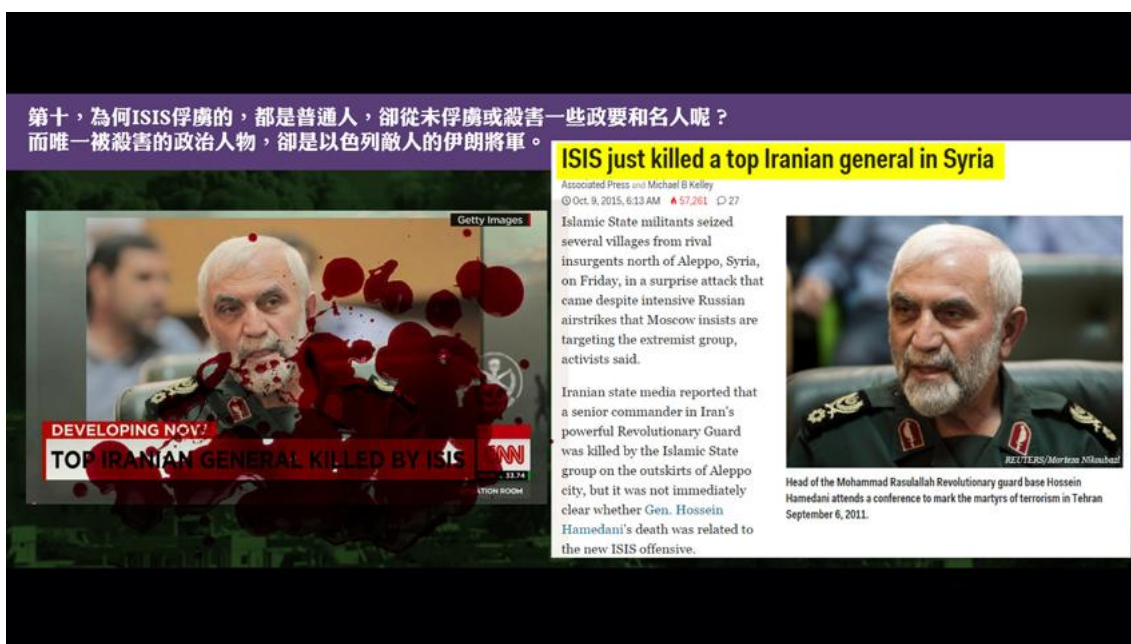 第十，為何ISIS俘虜的，都是普通人，卻從未俘虜或殺害一些政要和名人呢？
而唯一被殺害的政治人物，卻是以色列敵人的伊朗將軍。
ISIS just killed a top Iranian general in Syria
Associated Press and Michael B Kelley
Oct. 9, 2015, 6:13 AM 57,261 27
Islamic State militants seized
several villages from rival
insurgents north of Aleppo, Syria,
on Friday, in a surprise attack that
came despite intensive Russian
airstrikes that Moscow insists are
targeting the extremist group,
activists said.
Iranian state media reported that
a senior commander in Iran's
powerful Revolutionary Guard
was killed by the Islamic State
group on the outskirts of Aleppo
city, but it was not immediately
clear whether Gen. Hossein
Hamedani's death was related to
the new ISIS offensive.
REUTERS/Morteza Nikoubazl
Head of the Mohammad Rasulallah Revolutionary guard base Hossein
Hamedani attends a conference to mark the martyrs of terrorism in Tehran
September 6, 2011.
Getty Images
DEVELOPING NOW
TOP IRANIAN GENERAL KILLED BY ISIS
CNN
33.74
ATION ROOM